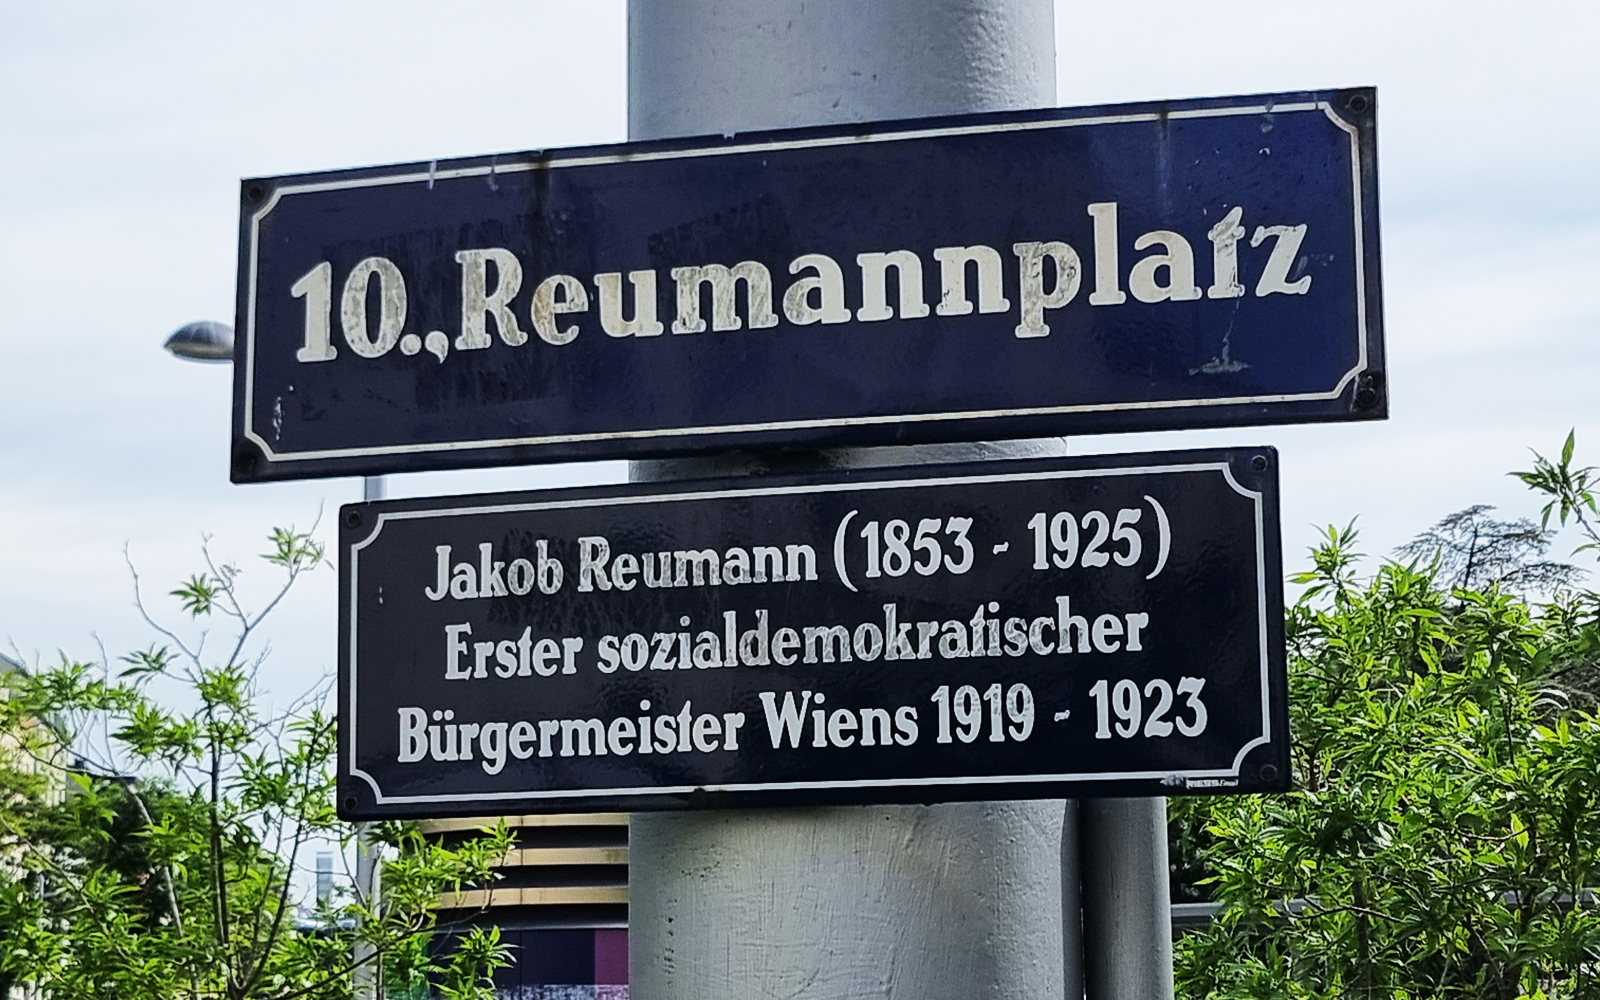 10.,Reumannplatz
Jakob Reumann (1853 - 1925)
Erster sozialdemokratischer
Bürgermeister Wiens 1919 - 1923